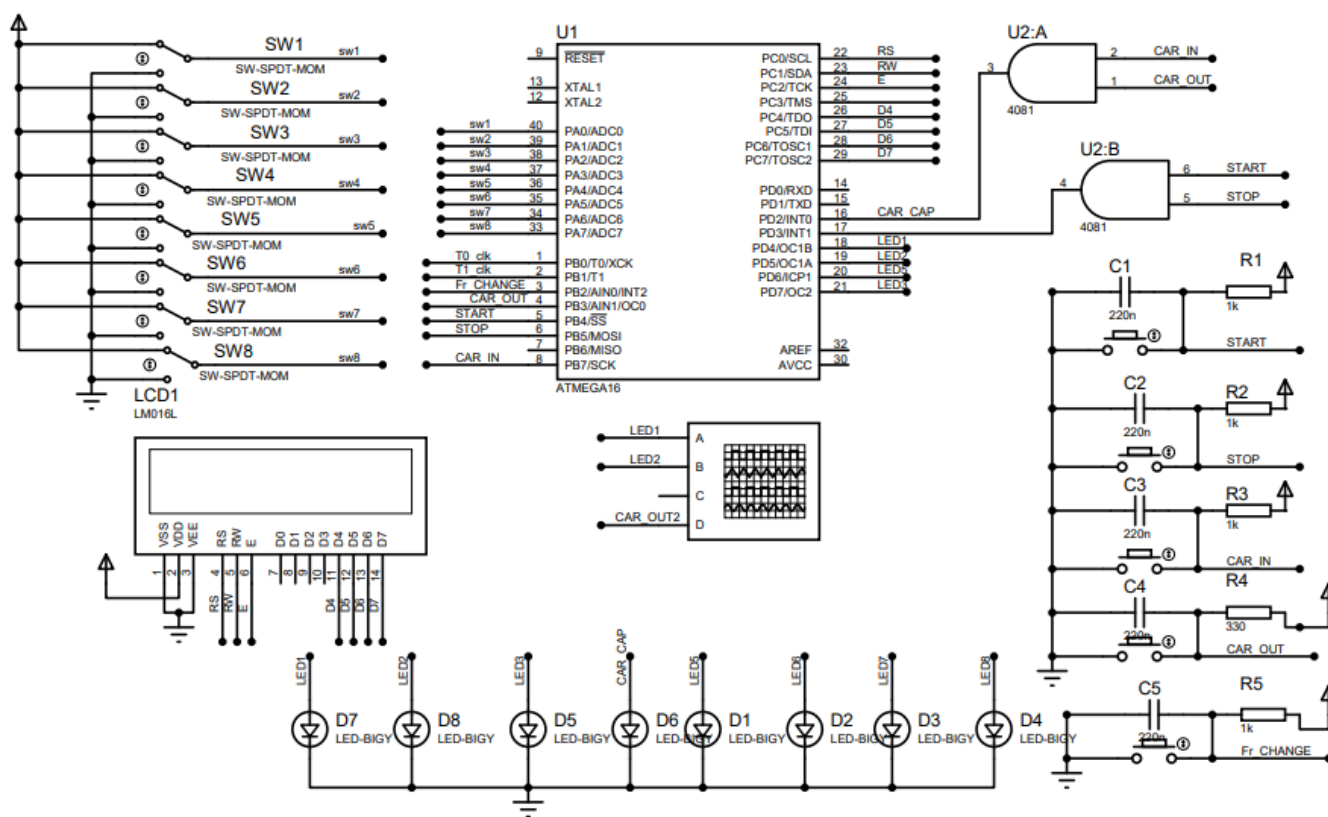 SW1
sw1
SW-SPDT-MOM
SW2
sw2
SW-SPDT-MOM
SW3
sw3
SW-SPDT-MOM
SW4
sw4
SW-SPDT-MOM
SW5
sw5
SW-SPDT-MOM
SW6
sw6
SW-SPDT-MOM
SW7
sw7
SW-SPDT-MOM
SW8
sw8
SW-SPDT-MOM
U1
9 RESET
13 XTAL1
12 XTAL2
sw1 40 PA0/ADC0
sw2 39 PA1/ADC1
sw3 38 PA2/ADC2
sw4 37 PA3/ADC3
sw5 36 PA4/ADC4
sw6 35 PA5/ADC5
sw7 34 PA6/ADC6
sw8 33 PA7/ADC7
T0_clk 1 PB0/T0/XCK
T1_clk 2 PB1/T1
Fr_CHANGE 3 PB2/AIN0/INT2
CAR_OUT 4 PB3/AIN1/OC0
START 5 PB4/SS
STOP 6 PB5/MOSI
7 PB6/MISO
CAR_IN 8 PB7/SCK
PC0/SCL 22 RS
PC1/SDA 23 RW
PC2/TCK 24 E
PC3/TMS 25
PC4/TDO 26 D4
PC5/TDI 27 D5
PC6/TOSC1 28 D6
PC7/TOSC2 29 D7
PD0/RXD 14
PD1/TXD 15
PD2/INT0 16 CAR_CAP
PD3/INT1 17
PD4/OC1B 18 LED1
PD5/OC1A 19 LED2
PD6/ICP1 20 LED5
PD7/OC2 21 LED3
AREF 32
AVCC 30
ATMEGA16
U2:A
2 CAR_IN
3
1 CAR_OUT
4081
U2:B
6 START
4
5 STOP
4081
C1
R1
220n
1k
START
C2
R2
220n
1k
STOP
C3
R3
220n
1k
CAR_IN
C4
R4
220n
330
CAR_OUT
C5
R5
220n
1k
Fr_CHANGE
LCD1
LM016L
VSS VDD VEE RS RW E D0 D1 D2 D3 D4 D5 D6 D7
1 2 3 4 5 6 7 8 9 10 11 12 13 14
RS RW E D4 D5 D6 D7
LED1 A
LED2 B
C
CAR_OUT2 D
LED1 LED2 LED3 CAR_CAP LED5 LED6 LED7 LED8
D7 D8 D5 D6 D1 D2 D3 D4
LED-BIGY LED-BIGY LED-BIGY LED-BIGY LED-BIGY LED-BIGY LED-BIGY LED-BIGY